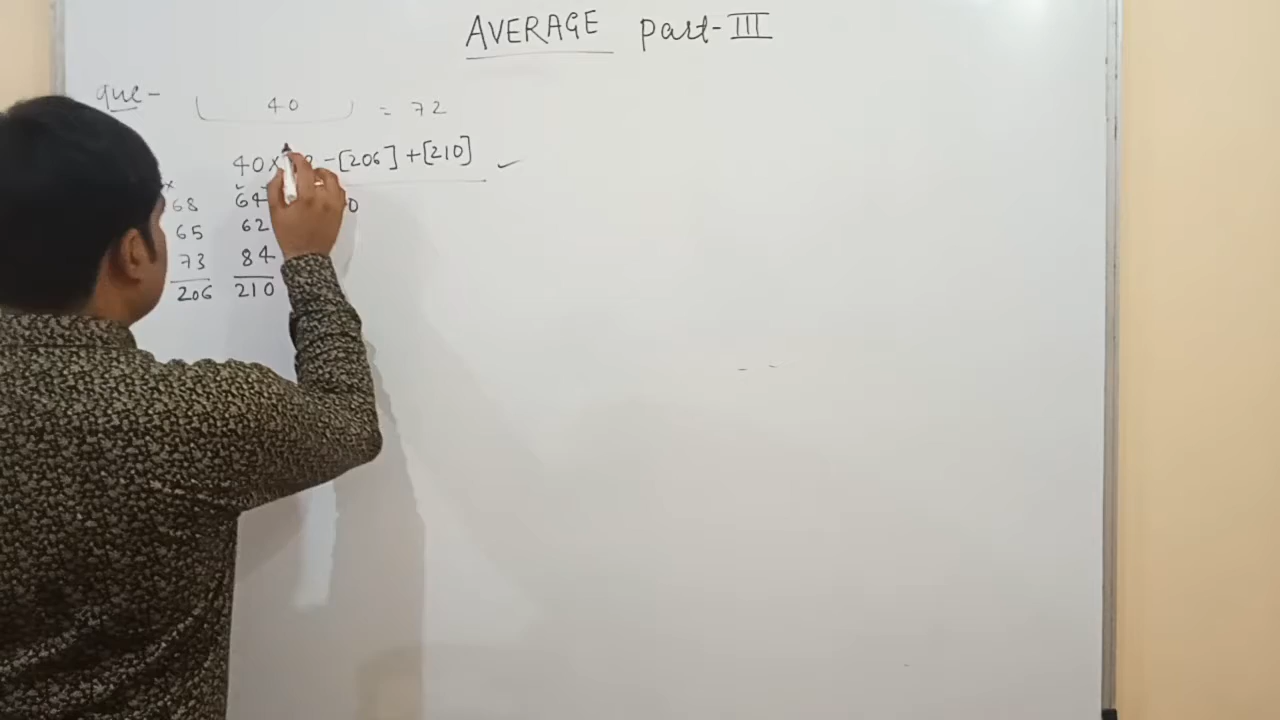 AVERAGE part-III
que-
40 = 72
40× -[206] +[210] ✓
× ✓
68 64
65 62
73 84
206 210